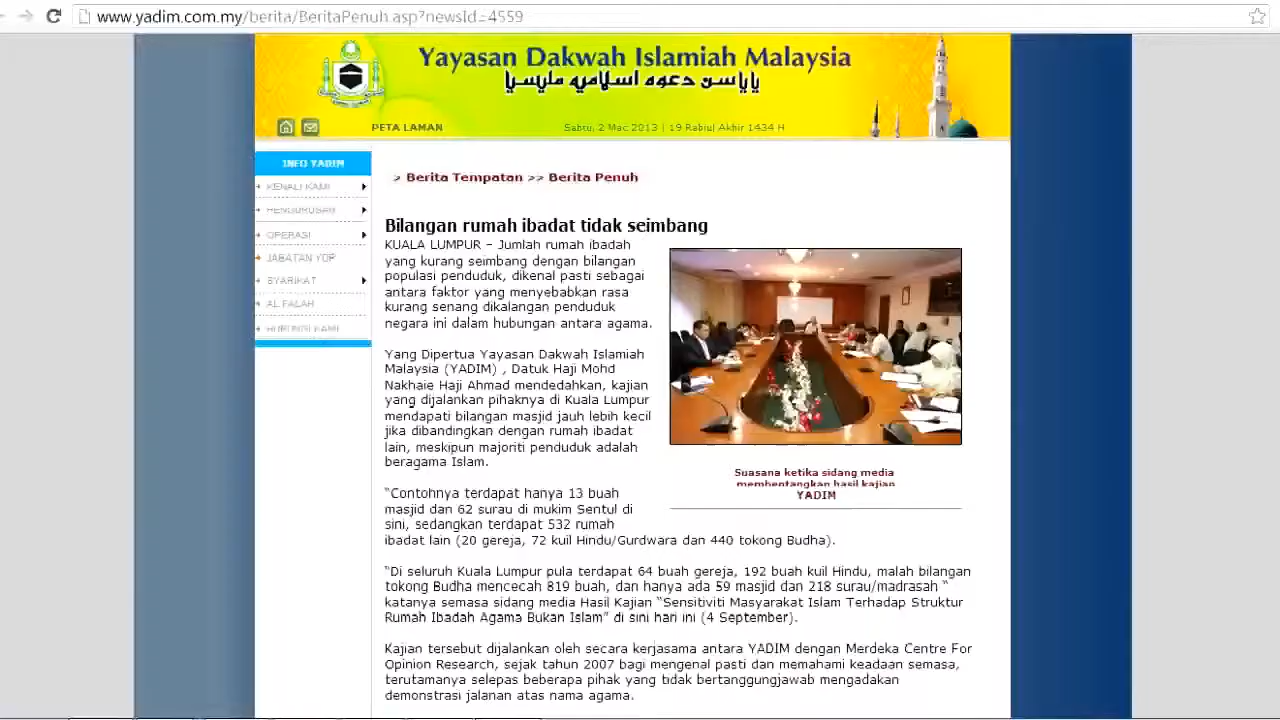 www.yadim.com.my/berita/BeritaPenuh.asp?newsId=4559
Yayasan Dakwah Islamiah Malaysia
ياياسن دعوه اسلاميه مليسيا
PETA LAMAN
Sabtu, 2 Mac 2013 | 19 Rabiul Akhir 1434 H
INFO YADIM
KENALI KAMI
PENGURUSAN
OPERASI
JABATAN YDP
SYARIKAT
AL FALAH
HUBUNGI KAMI
> Berita Tempatan >> Berita Penuh
Bilangan rumah ibadat tidak seimbang
KUALA LUMPUR – Jumlah rumah ibadah
yang kurang seimbang dengan bilangan
populasi penduduk, dikenal pasti sebagai
antara faktor yang menyebabkan rasa
kurang senang dikalangan penduduk
negara ini dalam hubungan antara agama.
Yang Dipertua Yayasan Dakwah Islamiah
Malaysia (YADIM) , Datuk Haji Mohd
Nakhaie Haji Ahmad mendedahkan, kajian
yang dijalankan pihaknya di Kuala Lumpur
mendapati bilangan masjid jauh lebih kecil
jika dibandingkan dengan rumah ibadat
lain, meskipun majoriti penduduk adalah
beragama Islam.
Suasana ketika sidang media
membentangkan hasil kajian
YADIM
“Contohnya terdapat hanya 13 buah
masjid dan 62 surau di mukim Sentul di
sini, sedangkan terdapat 532 rumah
ibadat lain (20 gereja, 72 kuil Hindu/Gurdwara dan 440 tokong Budha).
“Di seluruh Kuala Lumpur pula terdapat 64 buah gereja, 192 buah kuil Hindu, malah bilangan
tokong Budha mencecah 819 buah, dan hanya ada 59 masjid dan 218 surau/madrasah “
katanya semasa sidang media Hasil Kajian “Sensitiviti Masyarakat Islam Terhadap Struktur
Rumah Ibadah Agama Bukan Islam” di sini hari ini (4 September).
Kajian tersebut dijalankan oleh secara kerjasama antara YADIM dengan Merdeka Centre For
Opinion Research, sejak tahun 2007 bagi mengenal pasti dan memahami keadaan semasa,
terutamanya selepas beberapa pihak yang tidak bertanggungjawab mengadakan
demonstrasi jalanan atas nama agama.